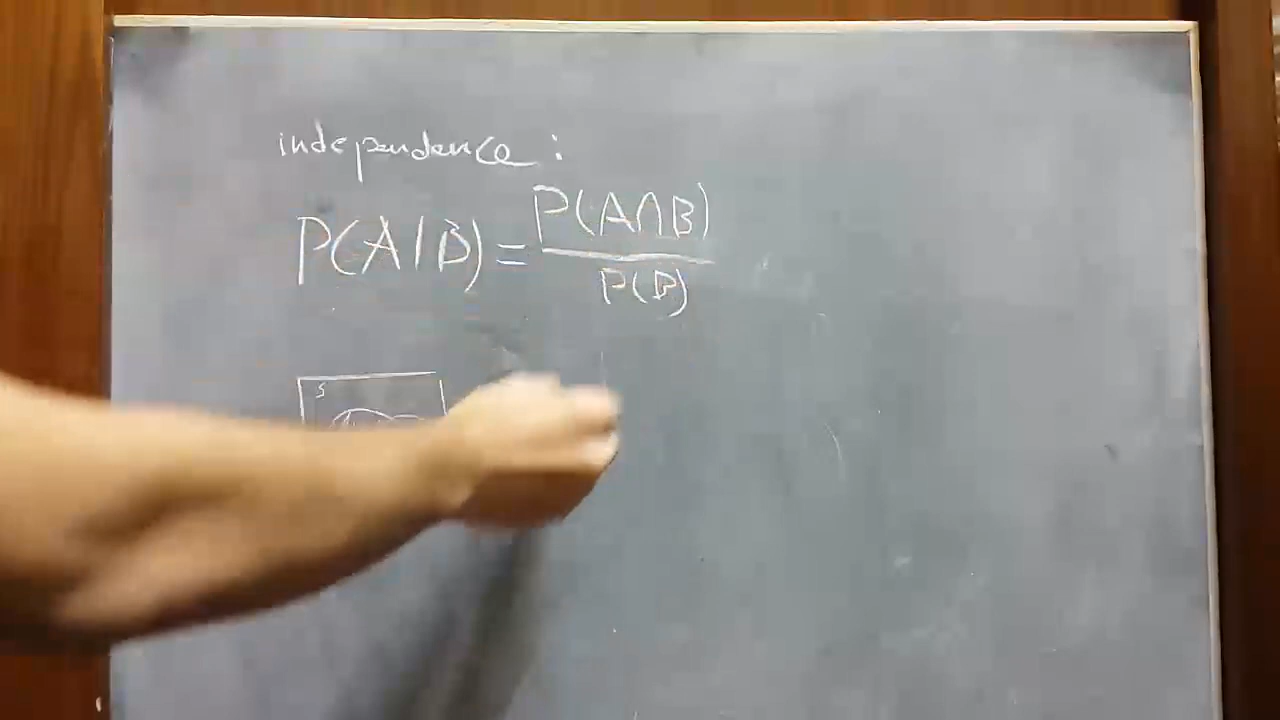 independence:
P(A|B) = P(A∩B)
P(B)
S